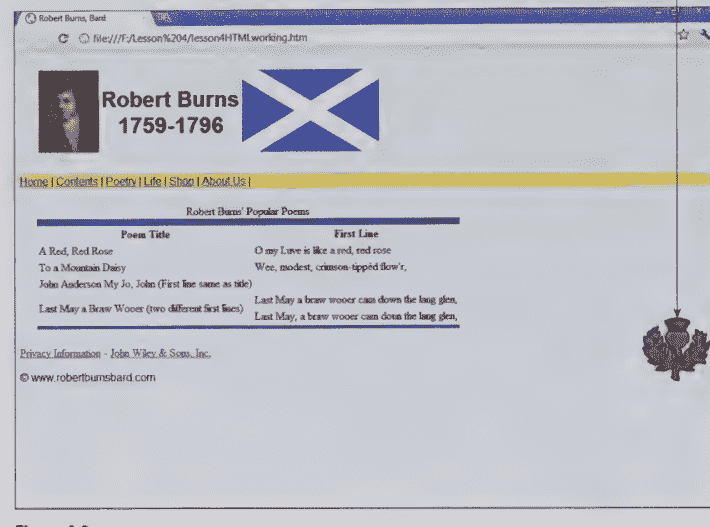 Robert Burns, Bard
file:///F:/Lesson%204/lesson4HTMLworking.htm
Robert Burns
1759-1796
Home | Contents | Poetry | Life | Shop | About Us |
Robert Burns' Popular Poems
Poem Title First Line
A Red, Red Rose O my Luve is like a red, red rose
To a Mountain Daisy Wee, modest, crimson-tipped flow'r,
John Anderson My Jo, John (First line same as title)
Last May a Braw Wooer (two different first lines) Last May a braw wooer cam down the lang glen,
Last May, a braw wooer cam doun the lang glen,
Privacy Information - John Wiley & Sons, Inc.
© www.robertburnsbard.com